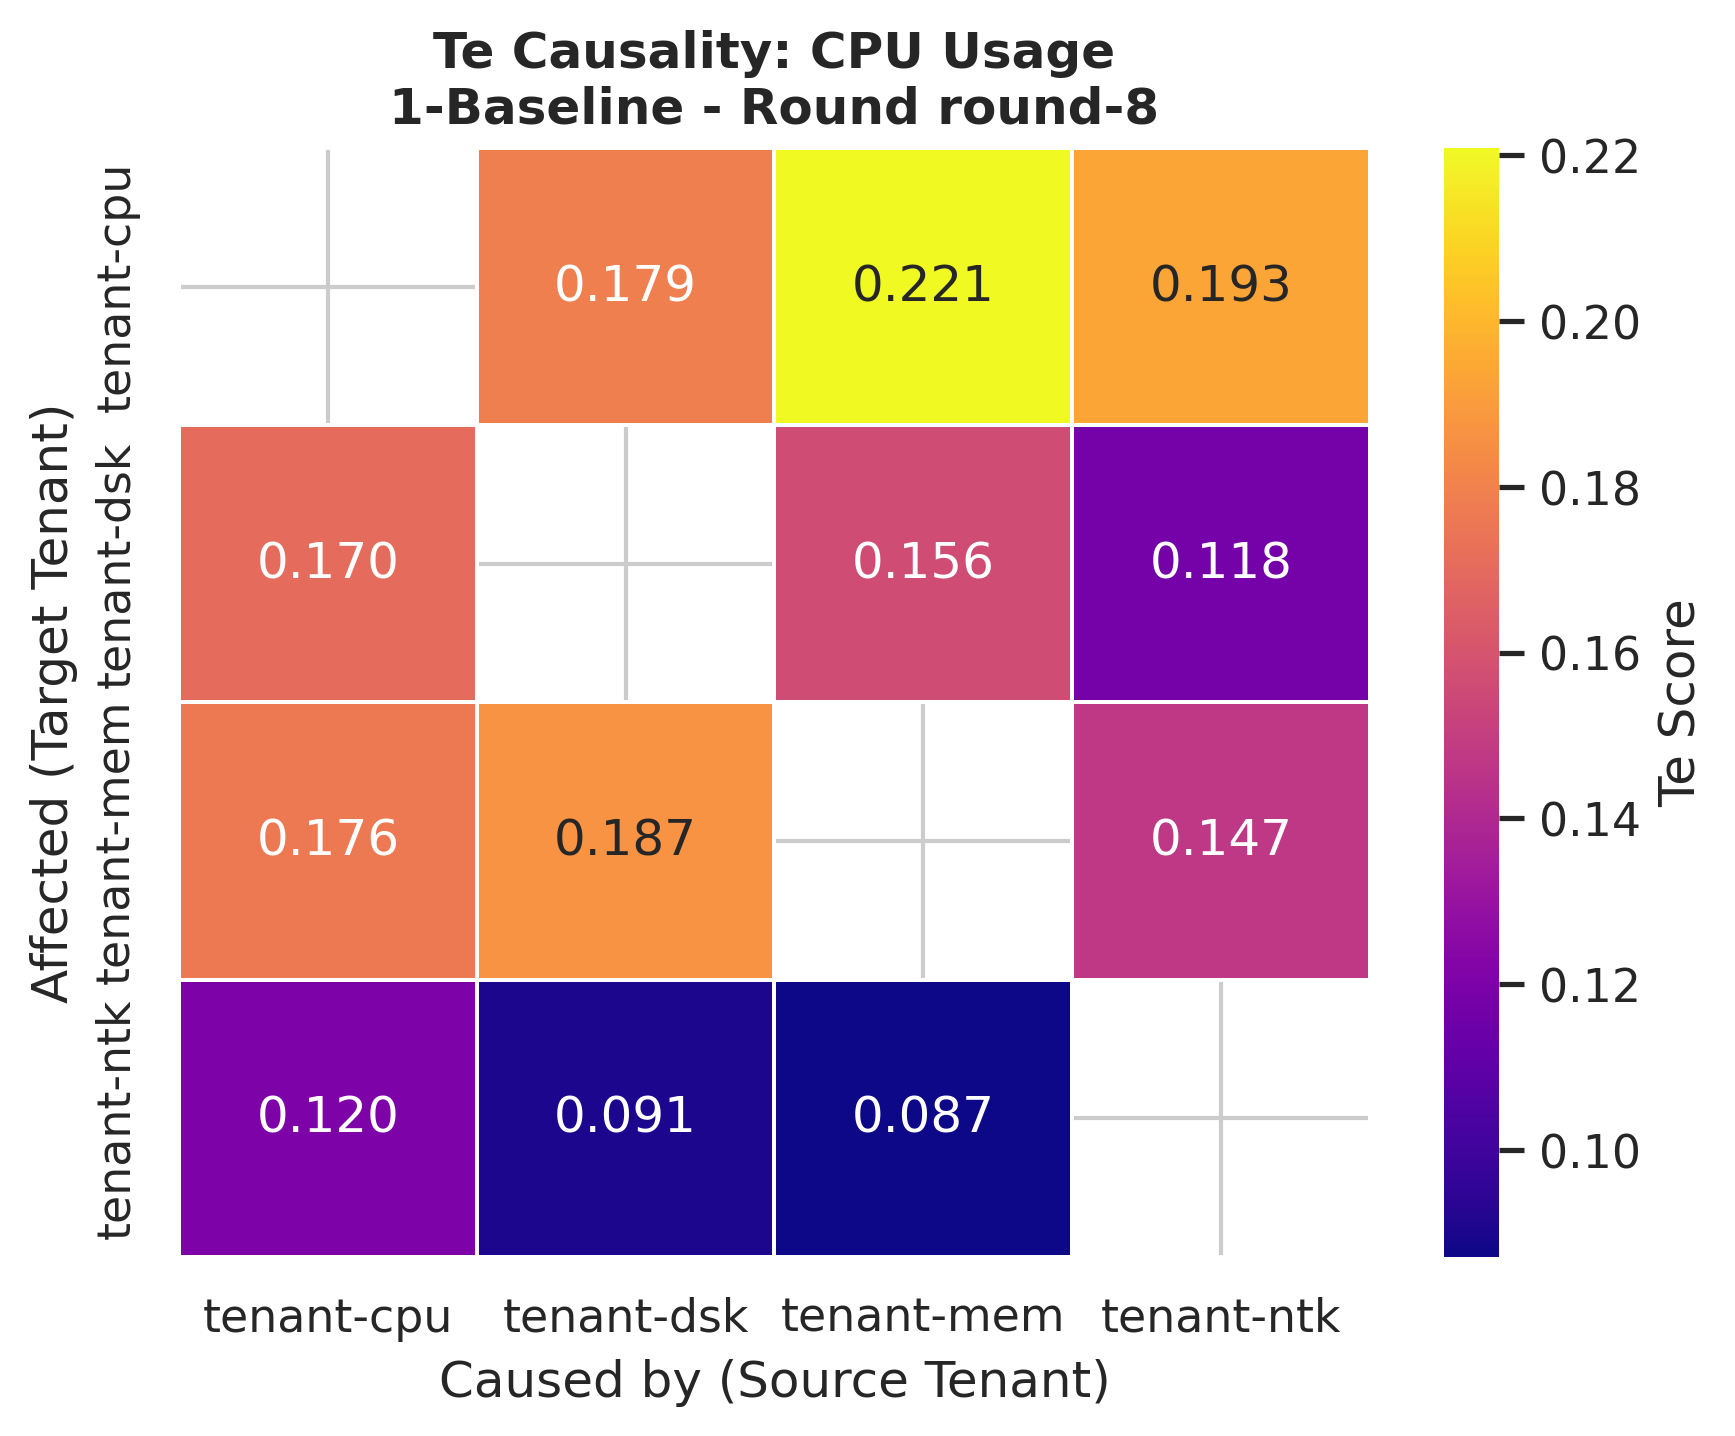 Te Causality: CPU Usage
1-Baseline - Round round-8
Affected (Target Tenant)
tenant-cpu
0.179 0.221 0.193
tenant-dsk
0.170 0.156 0.118
tenant-mem
0.176 0.187 0.147
tenant-ntk
0.120 0.091 0.087
tenant-cpu tenant-dsk tenant-mem tenant-ntk
Caused by (Source Tenant)
0.22
0.20
0.18
0.16
0.14
0.12
0.10
Te Score